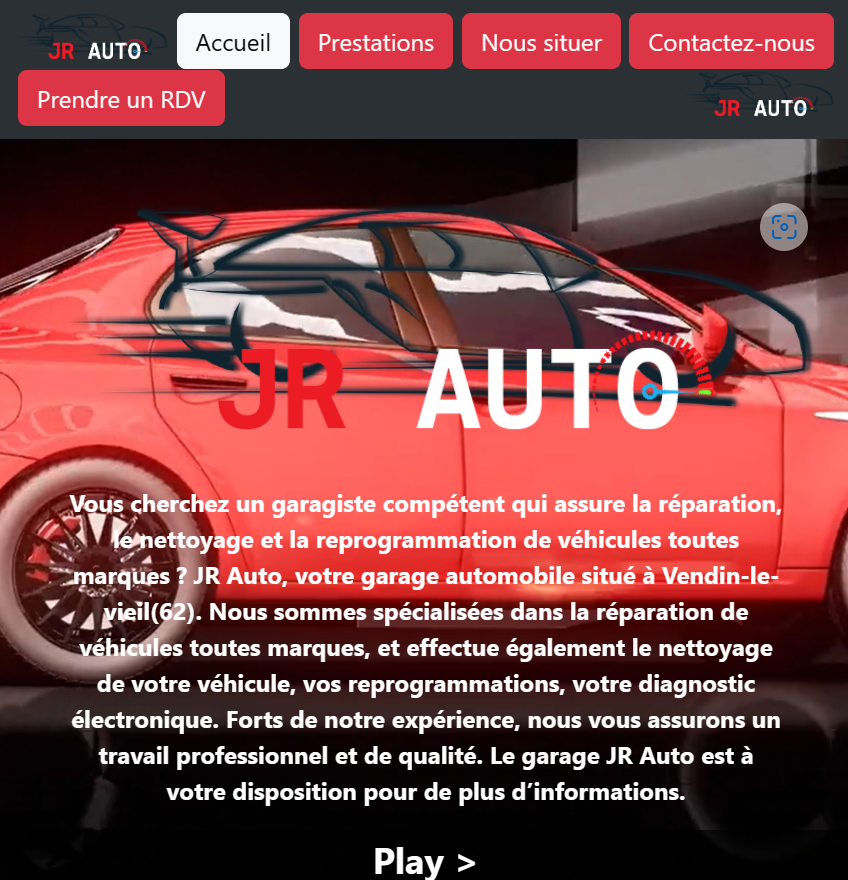 JR AUTO
Accueil
Prestations
Nous situer
Contactez-nous
Prendre un RDV
JR AUTO
JR AUTO
Vous cherchez un garagiste compétent qui assure la réparation,
le nettoyage et la reprogrammation de véhicules toutes
marques ? JR Auto, votre garage automobile situé à Vendin-le-
vieil(62). Nous sommes spécialisées dans la réparation de
véhicules toutes marques, et effectue également le nettoyage
de votre véhicule, vos reprogrammations, votre diagnostic
électronique. Forts de notre expérience, nous vous assurons un
travail professionnel et de qualité. Le garage JR Auto est à
votre disposition pour de plus d’informations.
Play >